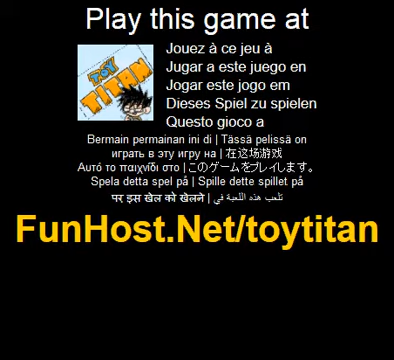 Play this game at
TOY TITAN
Jouez à ce jeu à
Jugar a este juego en
Jogar este jogo em
Dieses Spiel zu spielen
Questo gioco a
Bermain permainan ini di | Tässä pelissä on
играть в эту игру на | 在这场游戏
Αυτό το παιχνίδι στο | このゲームをプレイします。
Spela detta spel på | Spille dette spillet på
पर इस खेल को खेलने | تلعب هذه اللعبة في
FunHost.Net/toytitan